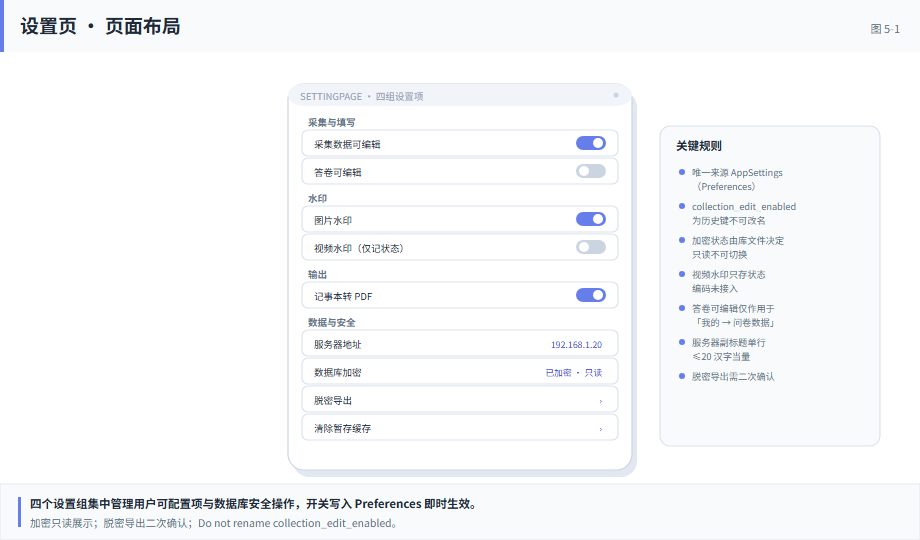 设置页 · 页面布局
图 5-1
SETTINGPAGE · 四组设置项
采集与填写
采集数据可编辑
答卷可编辑
水印
图片水印
视频水印（仅记状态）
输出
记事本转 PDF
数据与安全
服务器地址 192.168.1.20
数据库加密 已加密 · 只读
脱密导出 ›
清除暂存缓存 ›
关键规则
唯一来源 AppSettings
（Preferences）
collection_edit_enabled
为历史键不可改名
加密状态由库文件决定
只读不可切换
视频水印只存状态
编码未接入
答卷可编辑仅作用于
「我的 → 问卷数据」
服务器副标题单行
≤20 汉字当量
脱密导出需二次确认
四个设置组集中管理用户可配置项与数据库安全操作，开关写入 Preferences 即时生效。
加密只读展示；脱密导出二次确认；Do not rename collection_edit_enabled。